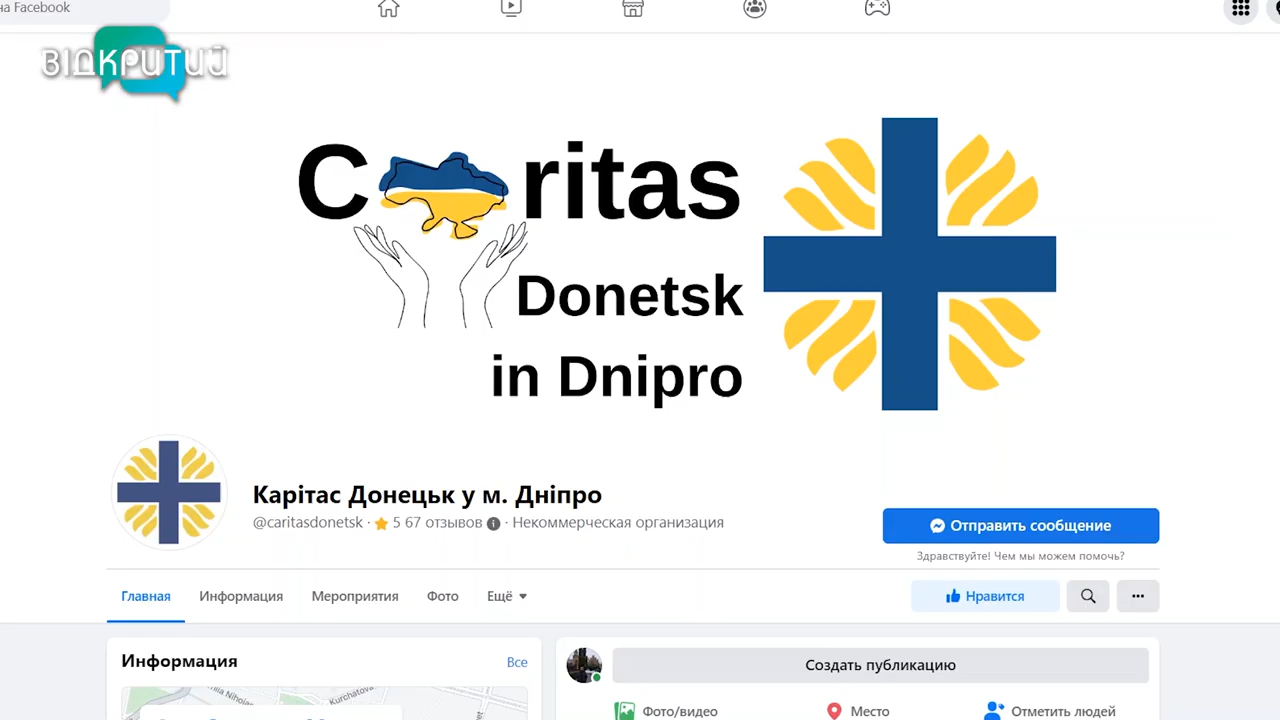 на Facebook
ВІДКРИТИЙ
Caritas
Donetsk
in Dnipro
Карітас Донецьк у м. Дніпро
@caritasdonetsk · 5 67 отзывов · Некоммерческая организация
Отправить сообщение
Здравствуйте! Чем мы можем помочь?
Главная Информация Мероприятия Фото Ещё
Нравится
Информация Все
Kurchatova
Создать публикацию
Фото/видео Место Отметить людей